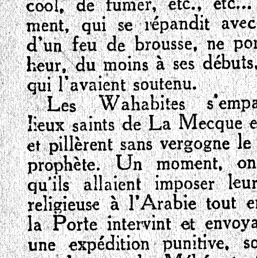 cool, de fumer, etc., etc...
ment, qui se répandit avec
d'un feu de brousse, ne por
heur, du moins à ses débuts,
qui l'avaient soutenu.
Les Wahabites s'empa
lieux saints de La Mecque e
et pillèrent sans vergogne le
prophète. Un moment, on
qu'ils allaient imposer leur
religieuse à l'Arabie tout e
la Porte intervint et envoya
une expédition punitive, so